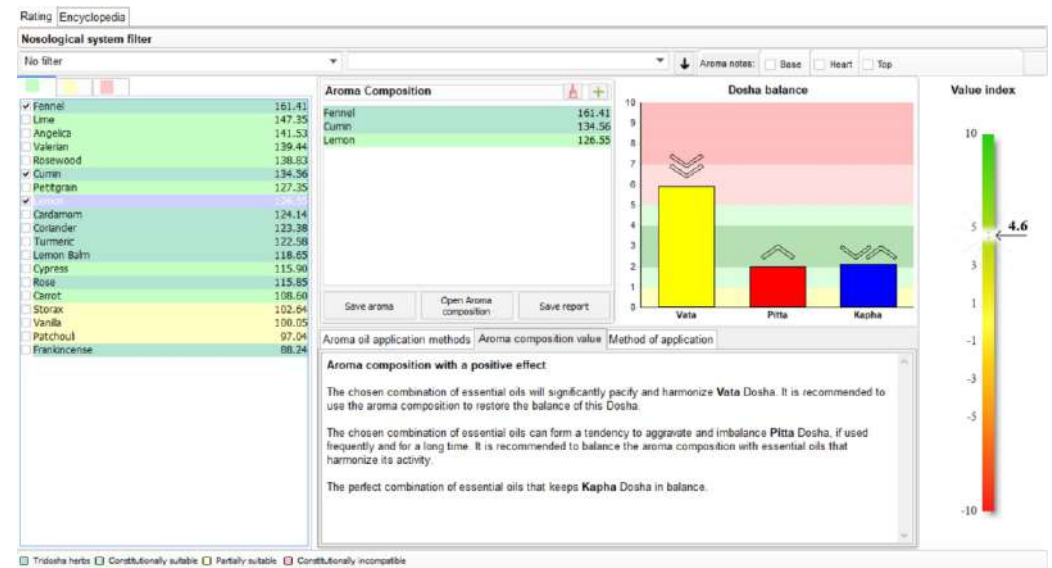 Rating Encyclopedia
Nosological system filter
No filter
Aroma notes: Base Heart Top
Fennel 161.41
Lime 147.35
Angelica 141.53
Valerian 139.44
Rosewood 138.83
Cumin 134.56
Petitgrain 127.35
Lemon 126.55
Cardamom 124.14
Coriander 123.38
Turmeric 122.58
Lemon Balm 118.65
Cypress 115.90
Rose 115.85
Carrot 108.60
Storax 102.64
Vanilla 100.05
Patchouli 97.04
Frankincense 88.24
Aroma Composition
Fennel 161.41
Cumin 134.56
Lemon 126.55
Save aroma
Open Aroma
composition
Save report
Dosha balance
10
9
8
7
6
5
4
3
2
1
0
Vata Pitta Kapha
Value index
10
5
4.6
3
1
-1
-3
-5
-10
Aroma oil application methods Aroma composition value Method of application
Aroma composition with a positive effect
The chosen combination of essential oils will significantly pacify and harmonize Vata Dosha. It is recommended to
use the aroma composition to restore the balance of this Dosha.
The chosen combination of essential oils can form a tendency to aggravate and imbalance Pitta Dosha, if used
frequently and for a long time. It is recommended to balance the aroma composition with essential oils that
harmonize its activity.
The perfect combination of essential oils that keeps Kapha Dosha in balance.
Tridosha herbs Constitutionally suitable Partially suitable Constitutionally incompatible